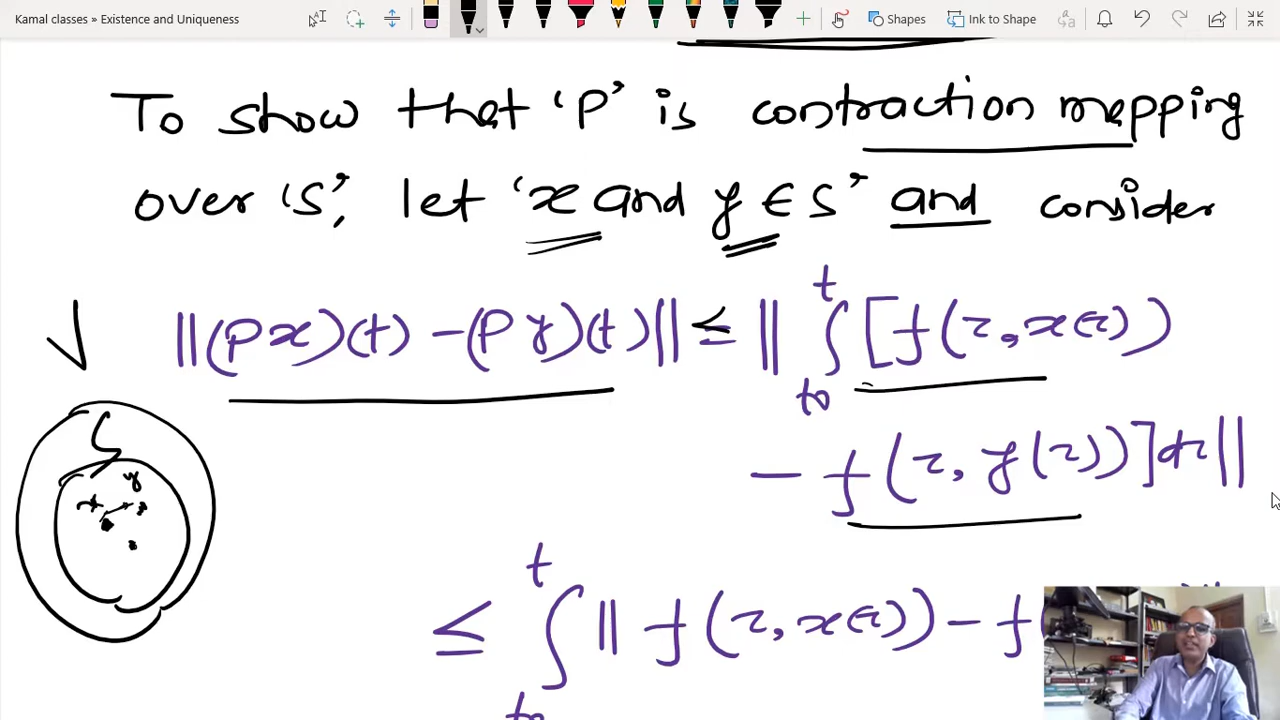 Kamal classes » Existence and Uniqueness
Shapes
Ink to Shape
To show that 'P' is contraction mapping
over 'S', let 'x and y ∈ S' and consider
||(Px)(t) - (Py)(t)|| ≤ || ∫_{t0}^{t} [f(τ, x(τ))
- f(τ, y(τ))]dτ||
S
x y
≤ ∫_{t0}^{t} || f(τ, x(τ)) - f(